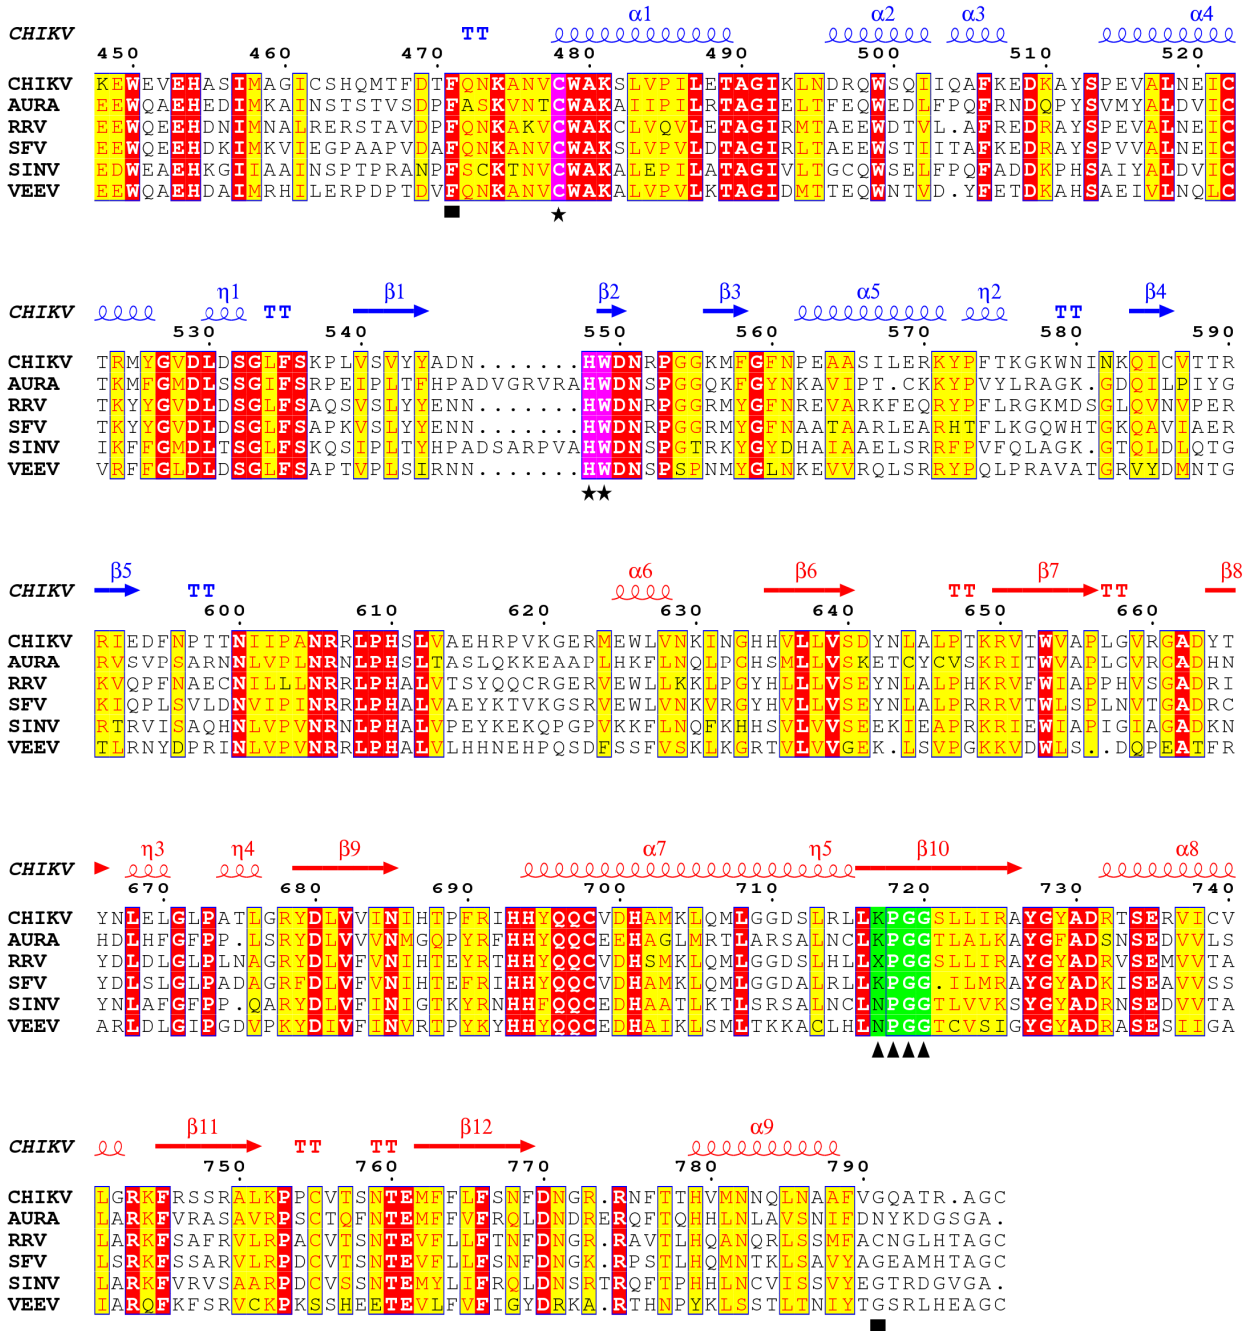 CHIKV TT α1 α2 α3 α4
450 460 470 480 490 500 510 520
CHIKV KEWEVEHASIMAGICSHQMTFDTFQNKANVCWAKSLVPILETAGIKLNDRQWSQIIQAFKEDKAYSPEVALNEIC
AURA EEWQAEHEDIMKAINSTSTVSDPFASKVNTCWAKAIIPILRTAGIELTFEQWEDLFPQFRNDQPYSVMYALDVIC
RRV EEWQEEHDNIMNALRERSTAVDPFQNKAKVCWAKCLVQVLETAGIRMTAEEWDTVL.AFREDRAYSPEVALNEIC
SFV EEWQEEHDKIMKVIEGPAAPVDAFQNKANVCWAKSLVPVLDTAGIRLTAEEWSTIITAFKEDRAYSPEVALNEIC
SINV EDWEAEHKGIIAAINSPTPRANPFSCKTNVCWAKALEPILATAGIVLTGCQWSELFPQFADDKPHSAIYALDVIC
VEEV EEWQAEHDAIMRHILERPDPTDVFQNKANVCWAKALVPVLKTAGIDMTTEQWNTVD.YFETDKAHSAEIVLNQLC
CHIKV η1 TT β1 β2 β3 α5 η2 TT β4
530 540 550 560 570 580 590
CHIKV TRMYGVDLDSGLFSKPLVSVYYADN.......HWDNRPGGKMFGFNPEAASILERKYPFTKGKWNINKQICVTTR
AURA TKMFGMDLSSGIFSRPEIPLTFHPADVGRVRAHWDNSPGGQKFGYNKAVIPT.CKKYPVYLRAGK.GDQILPIYG
RRV TKYYGVDLDSGLFSAQSVSLYYENN.......HWDNRPGGRMYGFNREVARKFEQRYPFLRGKMDSGLQVNVPER
SFV TKYYGVDLDSGLFSAPKVSLYYENN.......HWDNRPGGRMYGFNAATAARLEARHTFLKGQWHTGKQAVIAER
SINV IKFFGMDLTSGLFSKQSIPLTYHPADSARPVAHWDNSPGTRKYGYDHAIAAELSRRFPVFQLAGK.GTQLDLQTG
VEEV VRFFGLDLDSGLFSAPTVPLSIRNN.......HWDNSPSPNMYGLNKEVVRQLSRRYPQLPRAVATGRVYDMNTG
CHIKV β5 TT α6 β6 TT β7 TT β8
600 610 620 630 640 650 660
CHIKV RIEDFNPTTNIIPANRRLPHSLVAEHRPVKGERMEWLVNKINGHHVLLVSDYNLALPTKRVTWVAPLGVRGADYT
AURA RVSVPSARNNLVPLNRNLPHSLTASLQKKEAAPLHKFLNQLPGHSMLLVSKETCYCVSKRITWVAPLGVRGADHN
RRV KVQPFNAECNILLLNRRLPHALVTSYQQCRGERVEWLLKKLPGYHLLLVSEYNLALPHKRVFWIAPPHVSGADRI
SFV KIQPLSVLDNVIPINRRLPHALVAEYKTVKGSRVEWLVNKVRGYHVLLVSEYNLALPRRRVTWLSPLNVTGADRC
SINV RTRVISAQHNLVPVNRNLPHALVPEYKEKQPGPVKKFLNQFKHHSVLVVSEEKIEAPRKRIEWIAPIGIAGADKN
VEEV TLRNYDPRINLVPVNRRLPHALVLHHNEHPQSDFSSFVSKLKGRTVLVVGEK.LSVPGKKVDWLS..DQPEATFR
CHIKV η3 η4 β9 α7 η5 β10 α8
670 680 690 700 710 720 730 740
CHIKV YNLELGLPATLGRYDLVVINIHTPFRIHHYQQCVDHAMKLQMLGGDSLRLLKPGGSLLIRAYGYADRTSERVICV
AURA HDLHFGFPP.LSRYDLVVVNMGQPYRFHHYQQCEEHAGLMRTLARSALNCLKPGGTLALKAYGFADSNSEDVVLS
RRV YDLDLGLPLNAGRYDLVFVNIHTEYRTHHYQQCVDHSMKLQMLGGDSLHLLXPGGSLLIRAYGYADRVSEMVVTA
SFV YDLSLGLPADAGRFDLVFVNIHTEFRIHHYQQCVDHAMKLQMLGGDALRLLKPGG.ILMRAYGYADKISEAVVSS
SINV YNLAFGFPP.QARYDLVFINIGTKYRNHHFQQCEDHAATLKTLSRSALNCLNPGGTLVVKSYGYADRNSEDVVTA
VEEV ARLDLGIPGDVPKYDIVFINVRTPYKYHHYQQCEDHAIKLSMLTKKACLHLNPGGTCVSIGYGYADRASESIIGA
CHIKV β11 TT TT β12 α9
750 760 770 780 790
CHIKV LGRKFRSSRALKPPCVTSNTEMFFLFSNFDNGR.RNFTTHVMNNQLNAAFVGQATR.AGC
AURA LARKFVRASAVRPSCTQFNTEMFFVFRQLDNDRERQFTQHHLNLAVSNIFDNYKDGSGA.
RRV LARKFSAFRVLRPACVTSNTEVFLLFTNFDNGR.RAVTLHQANQRLSSMFACNGLHTAGC
SFV LSRKFSSARVLRPDCVTSNTEVFLLFSNFDNGK.RPSTLHQMNTKLSAVYAGEAMHTAGC
SINV LARKFVRVSAARPDCVSSNTEMYLIFRQLDNSRTRQFTPHHLNCVISSVYEGTRDGVGA.
VEEV IARQFKFSRVCKPKSSHEETEVLFVFIGYDRKA.RTHNPYKLSSTLTNIYTGSRLHEAGC